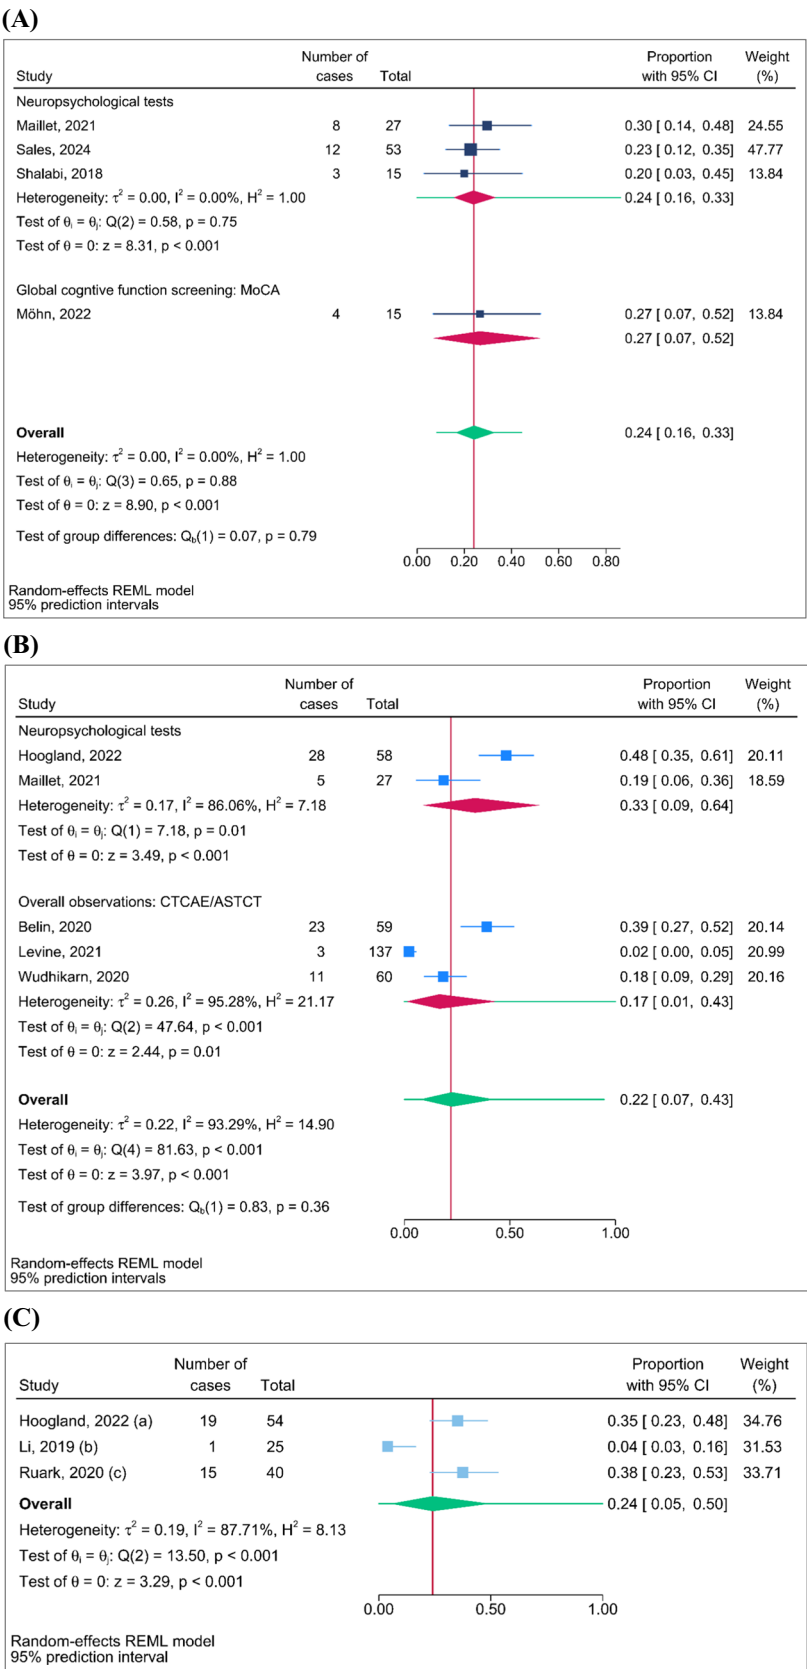 (A)
Number of Proportion Weight
Study cases Total with 95% CI (%)
Neuropsychological tests
Maillet, 2021 8 27 0.30 [ 0.14, 0.48] 24.55
Sales, 2024 12 53 0.23 [ 0.12, 0.35] 47.77
Shalabi, 2018 3 15 0.20 [ 0.03, 0.45] 13.84
Heterogeneity: τ² = 0.00, I² = 0.00%, H² = 1.00 0.24 [ 0.16, 0.33]
Test of θᵢ = θⱼ: Q(2) = 0.58, p = 0.75
Test of θ = 0: z = 8.31, p < 0.001
Global cogntive function screening: MoCA
Möhn, 2022 4 15 0.27 [ 0.07, 0.52] 13.84
0.27 [ 0.07, 0.52]
Overall 0.24 [ 0.16, 0.33]
Heterogeneity: τ² = 0.00, I² = 0.00%, H² = 1.00
Test of θᵢ = θⱼ: Q(3) = 0.65, p = 0.88
Test of θ = 0: z = 8.90, p < 0.001
Test of group differences: Q_b(1) = 0.07, p = 0.79
0.00 0.20 0.40 0.60 0.80
Random-effects REML model
95% prediction intervals
(B)
Number of Proportion Weight
Study cases Total with 95% CI (%)
Neuropsychological tests
Hoogland, 2022 28 58 0.48 [ 0.35, 0.61] 20.11
Maillet, 2021 5 27 0.19 [ 0.06, 0.36] 18.59
Heterogeneity: τ² = 0.17, I² = 86.06%, H² = 7.18 0.33 [ 0.09, 0.64]
Test of θᵢ = θⱼ: Q(1) = 7.18, p = 0.01
Test of θ = 0: z = 3.49, p < 0.001
Overall observations: CTCAE/ASTCT
Belin, 2020 23 59 0.39 [ 0.27, 0.52] 20.14
Levine, 2021 3 137 0.02 [ 0.00, 0.05] 20.99
Wudhikarn, 2020 11 60 0.18 [ 0.09, 0.29] 20.16
Heterogeneity: τ² = 0.26, I² = 95.28%, H² = 21.17 0.17 [ 0.01, 0.43]
Test of θᵢ = θⱼ: Q(2) = 47.64, p < 0.001
Test of θ = 0: z = 2.44, p = 0.01
Overall 0.22 [ 0.07, 0.43]
Heterogeneity: τ² = 0.22, I² = 93.29%, H² = 14.90
Test of θᵢ = θⱼ: Q(4) = 81.63, p < 0.001
Test of θ = 0: z = 3.97, p < 0.001
Test of group differences: Q_b(1) = 0.83, p = 0.36
0.00 0.50 1.00
Random-effects REML model
95% prediction intervals
(C)
Number of Proportion Weight
Study cases Total with 95% CI (%)
Hoogland, 2022 (a) 19 54 0.35 [ 0.23, 0.48] 34.76
Li, 2019 (b) 1 25 0.04 [ 0.03, 0.16] 31.53
Ruark, 2020 (c) 15 40 0.38 [ 0.23, 0.53] 33.71
Overall 0.24 [ 0.05, 0.50]
Heterogeneity: τ² = 0.19, I² = 87.71%, H² = 8.13
Test of θᵢ = θⱼ: Q(2) = 13.50, p < 0.001
Test of θ = 0: z = 3.29, p < 0.001
0.00 0.50 1.00
Random-effects REML model
95% prediction interval